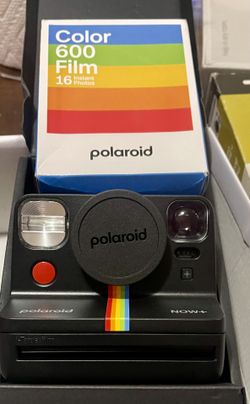 Color
600
Film
16 Instant
Photos
polaroid
polaroid
polaroid
NOW+